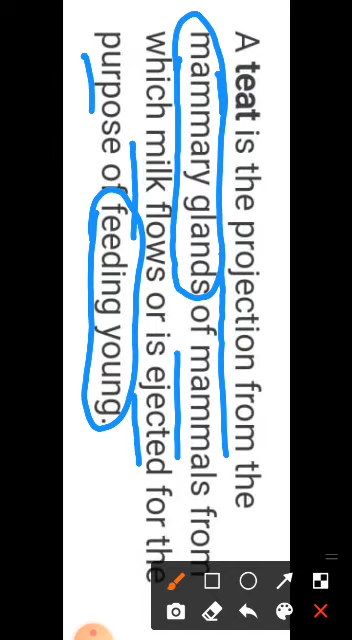 A teat is the projection from the
mammary glands of mammals from
which milk flows or is ejected for the
purpose of feeding young.